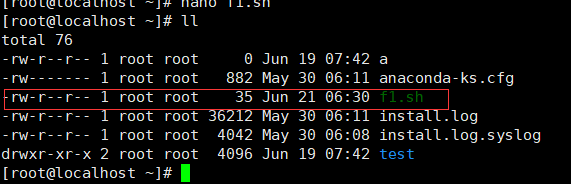 [root@localhost ~]# nano f1.sh
[root@localhost ~]# ll
total 76
-rw-r--r-- 1 root root     0 Jun 19 07:42 a
-rw------- 1 root root   882 May 30 06:11 anaconda-ks.cfg
-rw-r--r-- 1 root root    35 Jun 21 06:30 f1.sh
-rw-r--r-- 1 root root 36212 May 30 06:11 install.log
-rw-r--r-- 1 root root  4042 May 30 06:08 install.log.syslog
drwxr-xr-x 2 root root  4096 Jun 19 07:42 test
[root@localhost ~]#